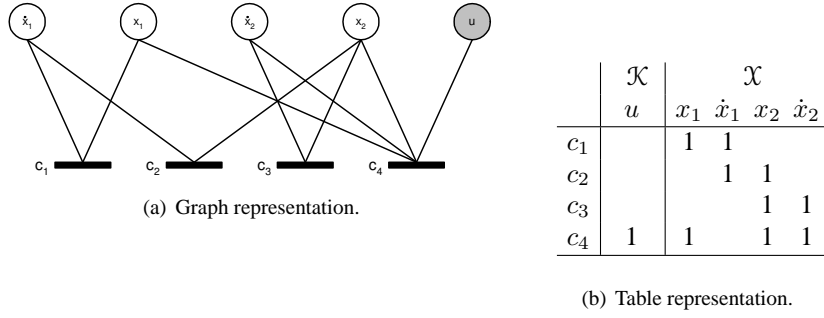 ẋ₁ x₁ ẋ₂ x₂ u
c₁ c₂ c₃ c₄
(a) Graph representation.
𝒦 𝒳
u x₁ ẋ₁ x₂ ẋ₂
c₁ 1 1
c₂ 1 1
c₃ 1 1
c₄ 1 1 1 1
(b) Table representation.